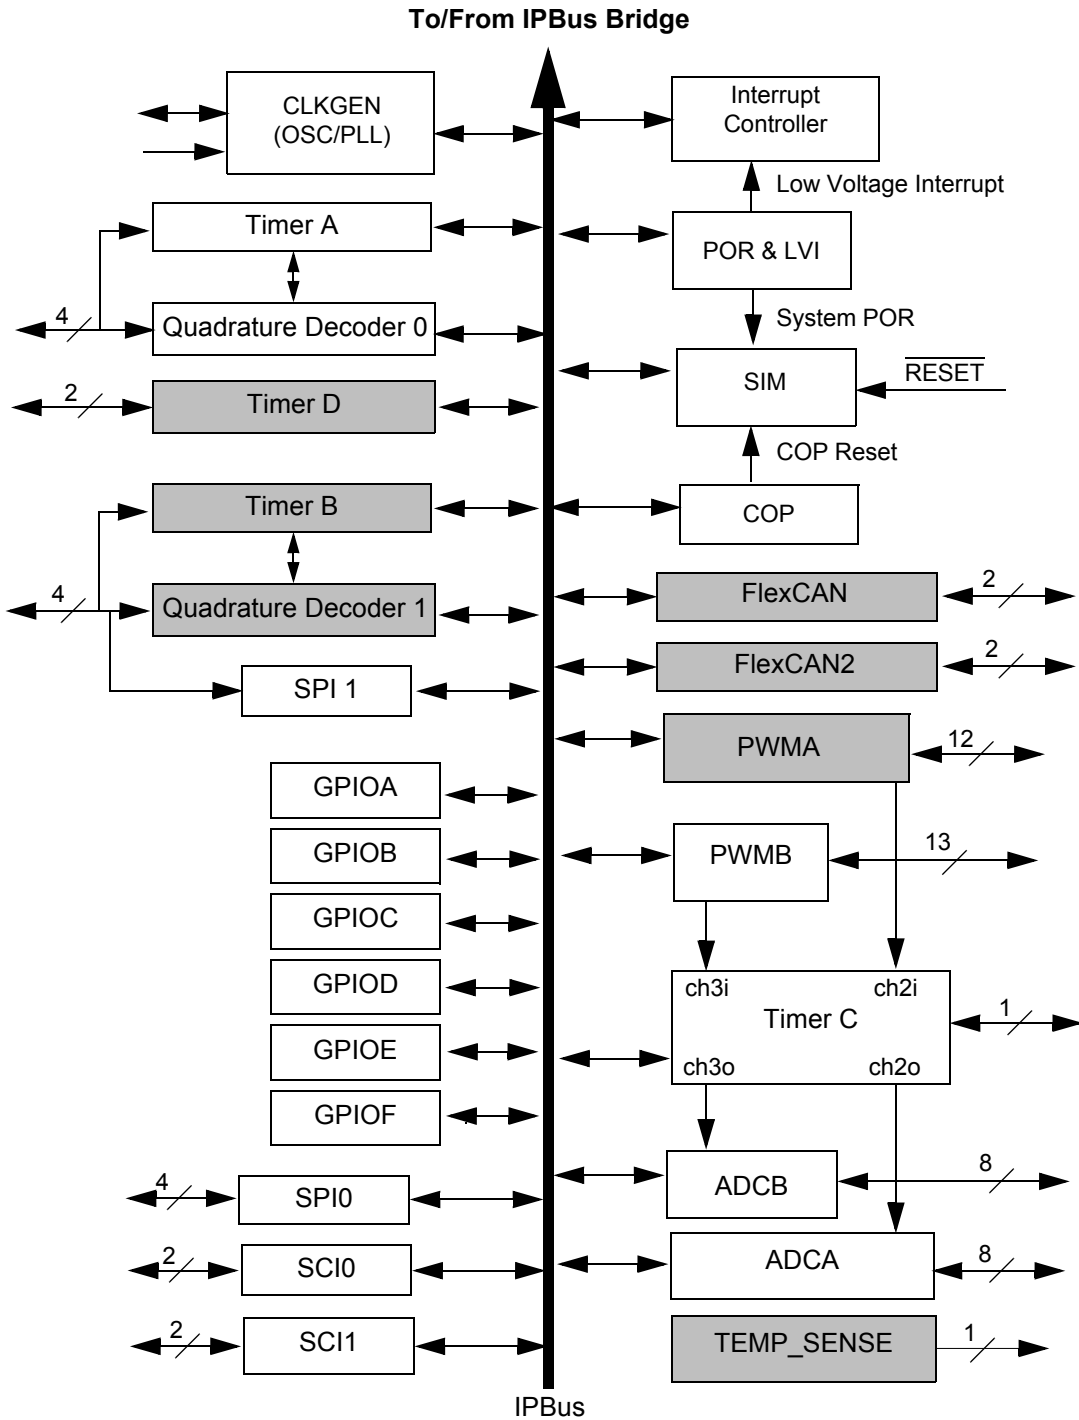 To/From IPBus Bridge
CLKGEN
(OSC/PLL)
Timer A
4
Quadrature Decoder 0
2
Timer D
Timer B
4
Quadrature Decoder 1
SPI 1
GPIOA
GPIOB
GPIOC
GPIOD
GPIOE
GPIOF
4
SPI0
2
SCI0
2
SCI1
Interrupt
Controller
Low Voltage Interrupt
POR & LVI
System POR
SIM
RESET
COP Reset
COP
FlexCAN
2
FlexCAN2
2
PWMA
12
PWMB
13
ch3i
ch2i
Timer C
1
ch3o
ch2o
ADCB
8
ADCA
8
TEMP_SENSE
1
IPBus